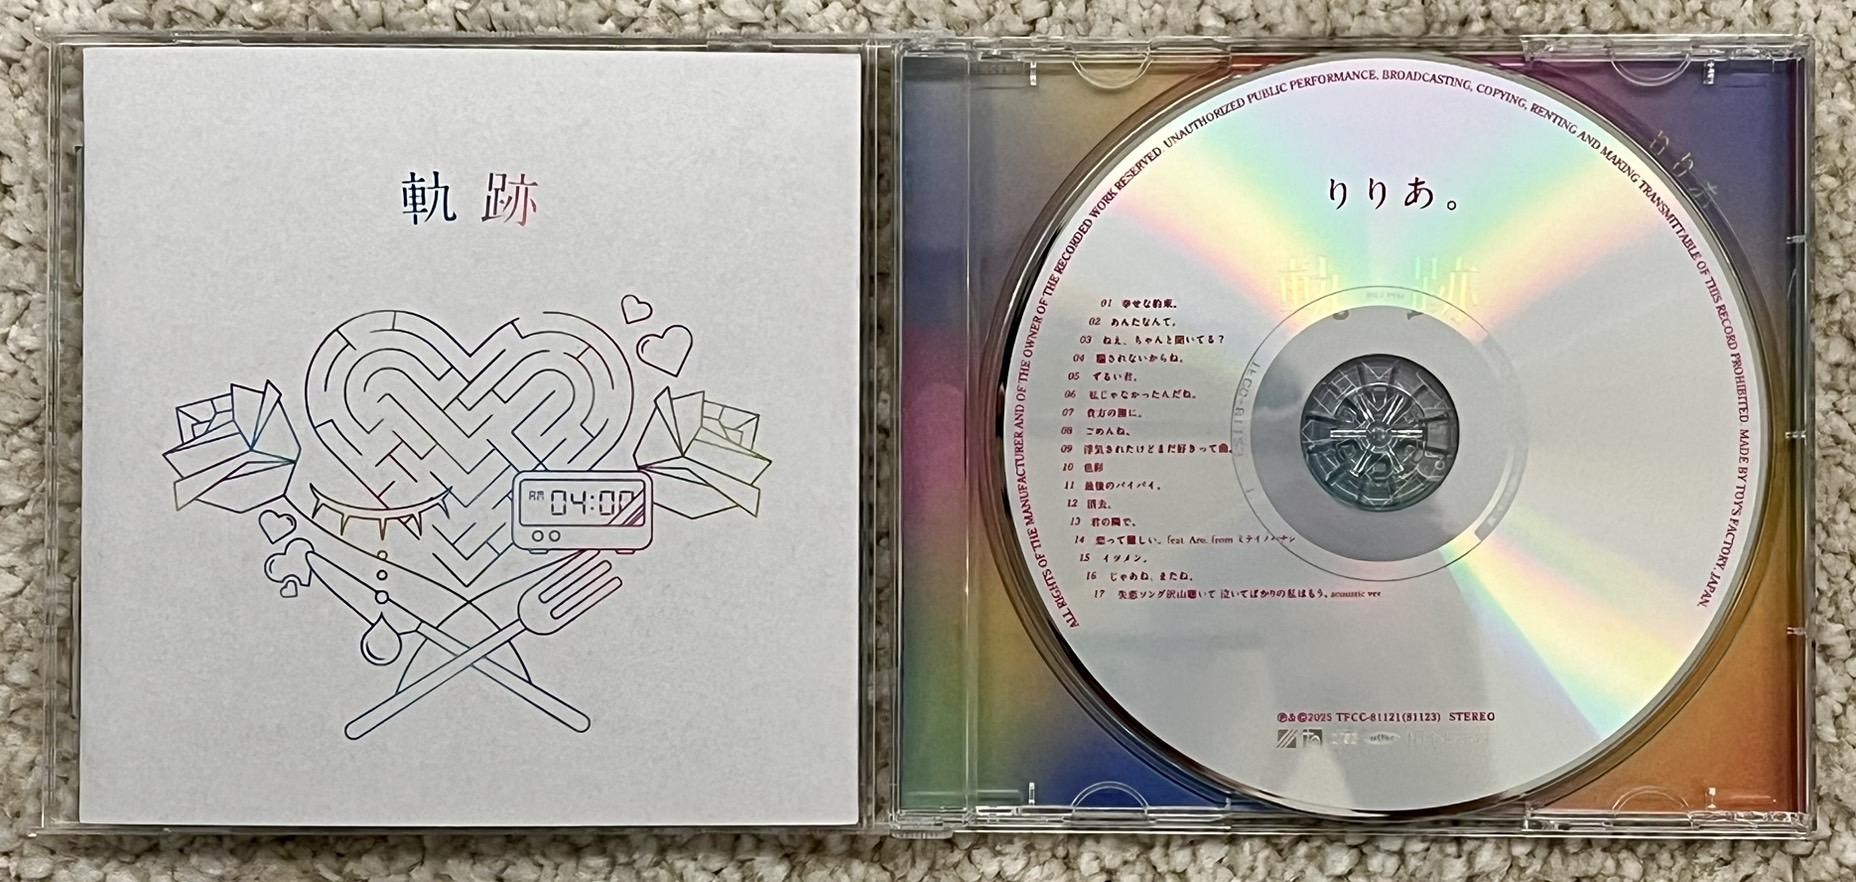 軌跡
AM 04:00
りりあ。
01 幸せな約束。
02 あんたなんて。
03 ねぇ、ちゃんと聞いてる？
04 騙されないからね。
05 ずるい君。
06 私じゃなかったんだね。
07 貴方の側に。
08 ごめんね、
09 浮気されたけどまだ好きって曲。
10 色彩
11 最後のバイバイ。
12 消去。
13 君の隣で。
14 恋って難しい。feat. Aro. from ミテイノハナシ
15 イツメン。
16 じゃあね、またね。
17 失恋ソング沢山聴いて 泣いてばかりの私はもう。acoustic ver.
ALL RIGHTS OF THE MANUFACTURER AND OF THE OWNER OF THE RECORDED WORK RESERVED. UNAUTHORIZED PUBLIC PERFORMANCE, BROADCASTING, COPYING, RENTING AND MAKING TRANSMITTABLE OF THIS RECORD PROHIBITED. MADE BY TOY'S FACTORY, JAPAN.
軌跡
りりあ。
℗&©2025 TFCC-81121(81123) STEREO